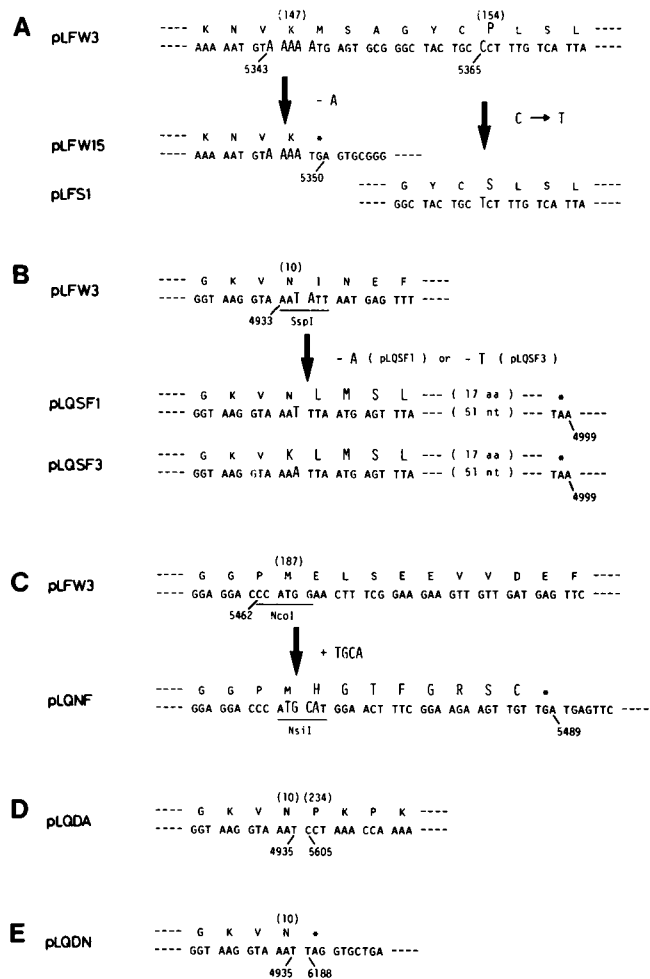 (147) (154)
A ---- K N V K M S A G Y C P L S L ----
pLFW3 ---- AAA AAT GTA AAA ATG AGT GCG GGC TAC TGC CCT TTG TCA TTA ----
5343 5365
- A C → T
---- K N V K *
pLFW15 ---- AAA AAT GTA AAA TGA GTGCGGG ----
5350
---- G Y C S L S L ----
pLFS1 ---- GGC TAC TGC TCT TTG TCA TTA ----
B (10)
pLFW3 ---- G K V N I N E F ----
---- GGT AAG GTA AAT ATT AAT GAG TTT ----
4933 SspI
- A ( pLQSF1 ) or - T ( pLQSF3 )
---- G K V N L M S L --- ( 17 aa ) --- *
pLQSF1 ---- GGT AAG GTA AAT TTA ATG AGT TTA --- ( 51 nt ) --- TAA ----
4999
---- G K V K L M S L --- ( 17 aa ) --- *
pLQSF3 ---- GGT AAG GTA AAA TTA ATG AGT TTA --- ( 51 nt ) --- TAA ----
4999
(187)
C ---- G G P M E L S E E V V D E F ----
pLFW3 ---- GGA GGA CCC ATG GAA CTT TCG GAA GAA GTT GTT GAT GAG TTC ----
5462 NcoI
+ TGCA
---- G G P M H G T F G R S C *
pLQNF ---- GGA GGA CCC ATG CAT GGA ACT TTC GGA AGA AGT TGT TGA TGAGTTC ----
NsiI 5489
(10) (234)
D ---- G K V N P K P K ----
pLQDA ---- GGT AAG GTA AAT CCT AAA CCA AAA ----
4935 5605
(10)
E ---- G K V N *
pLQDN ---- GGT AAG GTA AAT TAG GTGCTGA ----
4935 6188